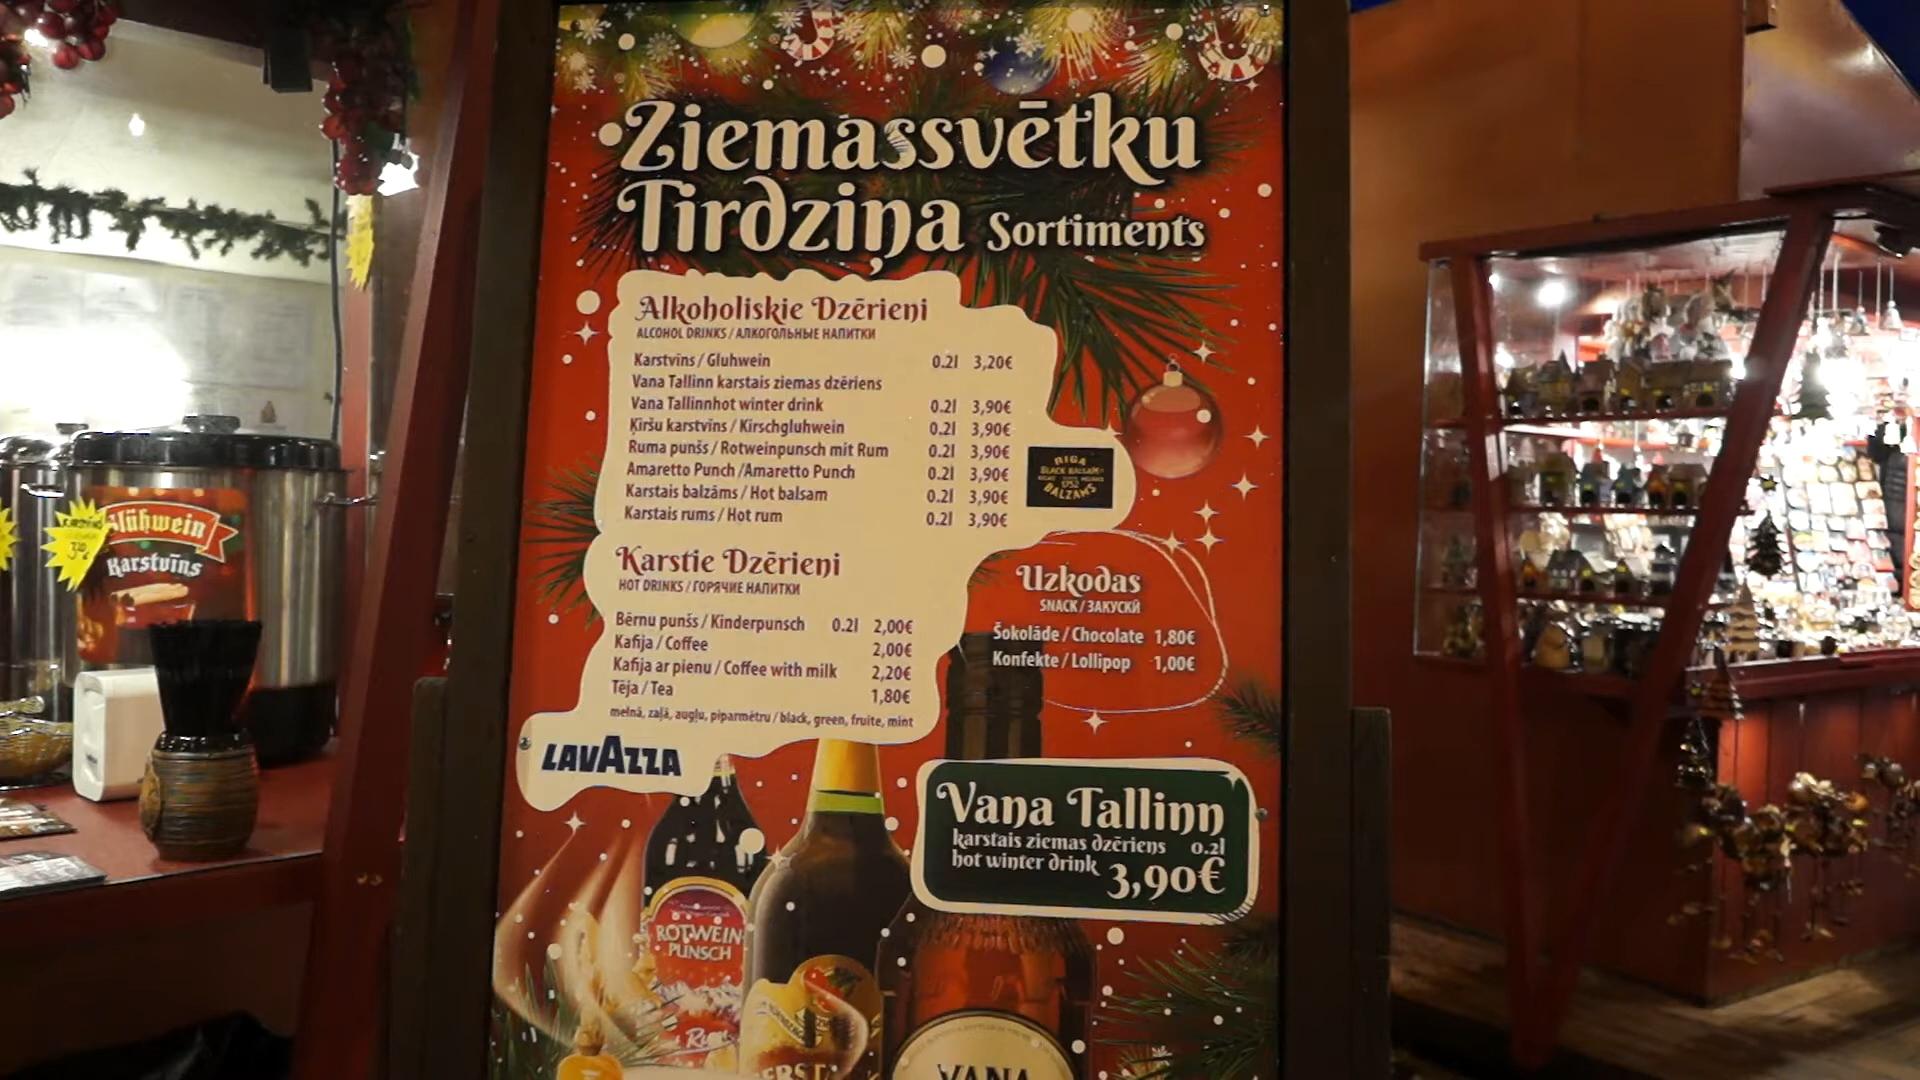 Ziemassvētku
Tirdziņa Sortiments
Alkoholiskie Dzērieni
ALCOHOL DRINKS / АЛКОГОЛЬНЫЕ НАПИТКИ
Karstvīns / Gluhwein 0.2l 3,20€
Vana Tallinn karstais ziemas dzēriens
Vana Tallinnhot winter drink 0.2l 3,90€
Ķiršu karstvīns / Kirschgluhwein 0.2l 3,90€
Ruma punšs / Rotweinpunsch mit Rum 0.2l 3,90€
Amaretto Punch /Amaretto Punch 0.2l 3,90€
Karstais balzāms / Hot balsam 0.2l 3,90€
Karstais rums / Hot rum 0.2l 3,90€
RIGA
BLACK BALSAM
1752
BALZAMS
Karstie Dzērieni
HOT DRINKS / ГОРЯЧИЕ НАПИТКИ
Bērnu punšs / Kinderpunsch 0.2l 2,00€
Kafija / Coffee 2,00€
Kafija ar pienu / Coffee with milk 2,20€
Tēja / Tea 1,80€
melnā, zaļā, augļu, piparmētru / black, green, fruite, mint
Uzkodas
SNACK / ЗАКУСКЙ
Šokolāde / Chocolate 1,80€
Konfekte / Lollipop 1,00€
LAVAZZA
Vana Tallinn
karstais ziemas dzēriens 0.2l
hot winter drink 3,90€
ROTWEIN
PUNSCH
VANA
Glühwein
Karstvīns